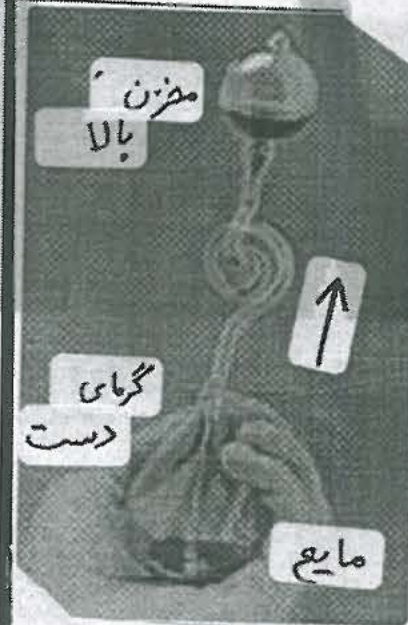 مخزن
بالا
گرمای
دست
مایع